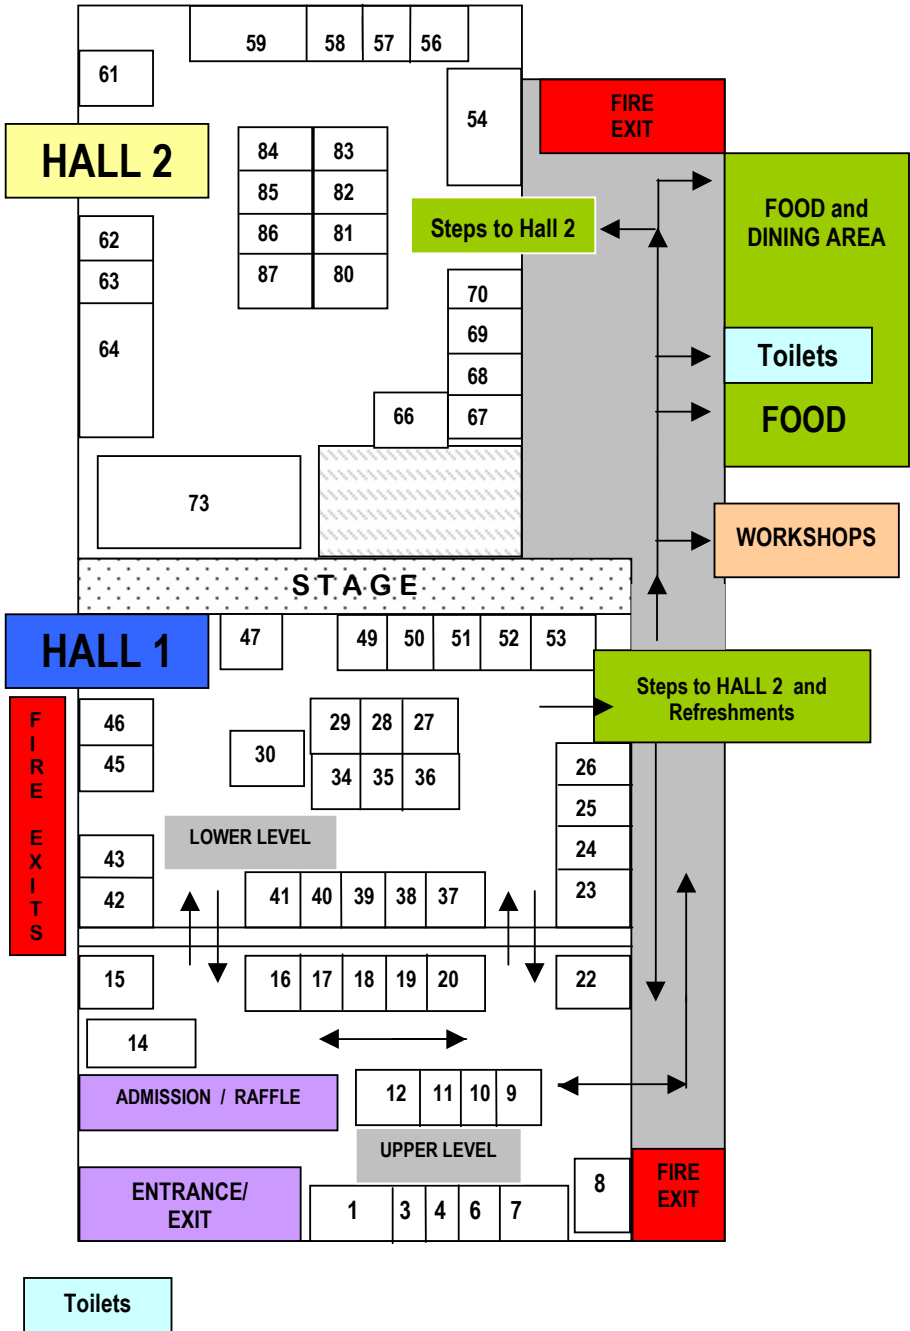 59 58 57 56
61
54
FIRE
EXIT
HALL 2
84 83
85 82
86 81
87 80
FOOD and
DINING AREA
Steps to Hall 2
62
63
64
70
69
68
67
66
Toilets
FOOD
73
WORKSHOPS
STAGE
HALL 1
47
49 50 51 52 53
Steps to HALL 2 and
Refreshments
FIRE EXITS
46
45
29 28 27
30
34 35 36
26
25
24
23
LOWER LEVEL
43
42
41 40 39 38 37
15
16 17 18 19 20
22
14
ADMISSION / RAFFLE
12 11 10 9
UPPER LEVEL
ENTRANCE/
EXIT
1 3 4 6 7
8
FIRE
EXIT
Toilets